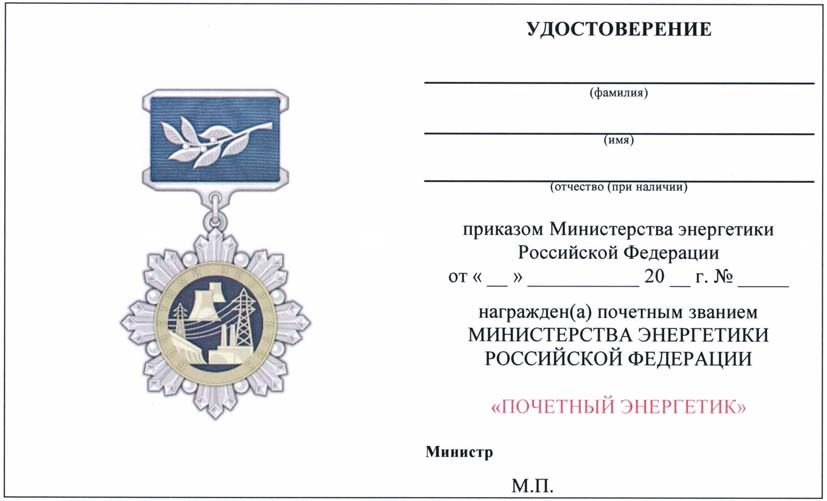 УДОСТОВЕРЕНИЕ
(фамилия)
(имя)
(отчество (при наличии)
приказом Министерства энергетики
Российской Федерации
от « __ » ___________ 20 __ г. № _____
награжден(а) почетным званием
МИНИСТЕРСТВА ЭНЕРГЕТИКИ
РОССИЙСКОЙ ФЕДЕРАЦИИ
«ПОЧЕТНЫЙ ЭНЕРГЕТИК»
Министр
М.П.